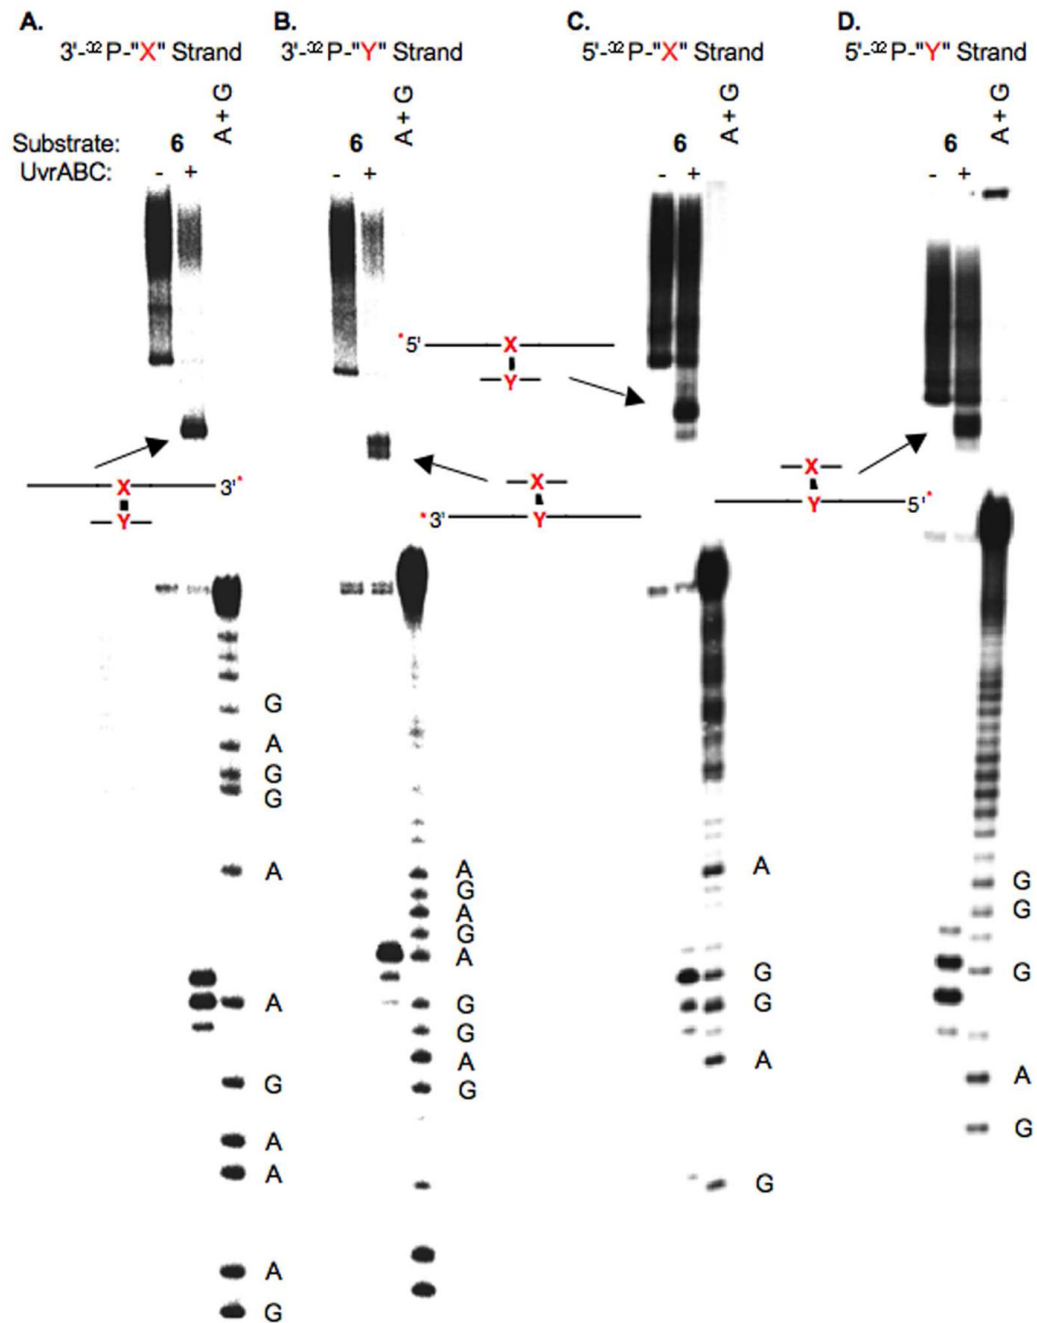 A. B. C. D.
3'-³²P-"X" Strand 3'-³²P-"Y" Strand 5'-³²P-"X" Strand 5'-³²P-"Y" Strand
A + G A + G A + G A + G
Substrate: 6 6 6 6
UvrABC: - + - + - + - +
* 5' X
Y
X
Y 3' *
X
* 3' Y
X
Y 5' *
G
A
G
G
A
A
G
A
A
A
G
A
G
A
G
A
G
G
A
G
A
G
G
A
G
G
G
G
A
G